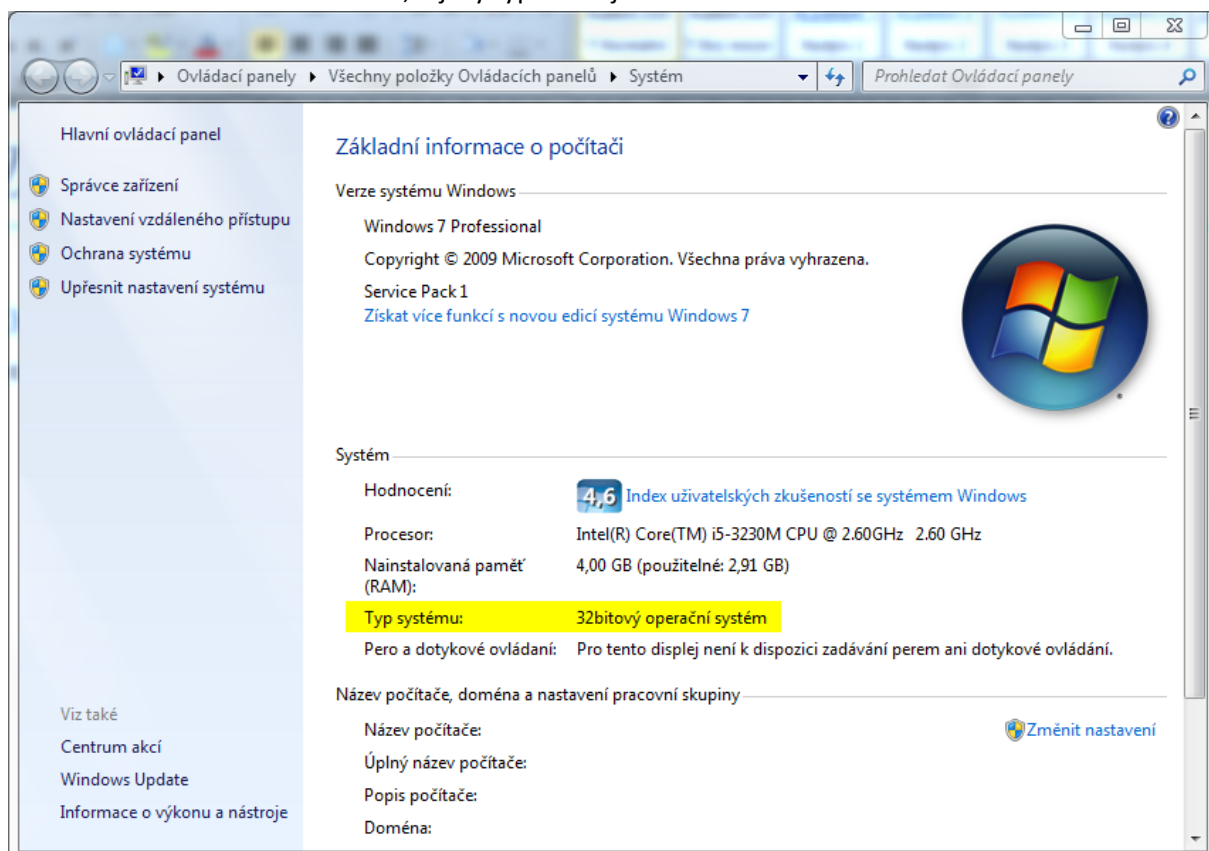 Ovládací panely ▸ Všechny položky Ovládacích panelů ▸ Systém
Prohledat Ovládací panely
Hlavní ovládací panel
Správce zařízení
Nastavení vzdáleného přístupu
Ochrana systému
Upřesnit nastavení systému
Základní informace o počítači
Verze systému Windows
Windows 7 Professional
Copyright © 2009 Microsoft Corporation. Všechna práva vyhrazena.
Service Pack 1
Získat více funkcí s novou edicí systému Windows 7
Systém
Hodnocení: 4,6 Index uživatelských zkušeností se systémem Windows
Procesor: Intel(R) Core(TM) i5-3230M CPU @ 2.60GHz 2.60 GHz
Nainstalovaná paměť 4,00 GB (použitelné: 2,91 GB)
(RAM):
Typ systému: 32bitový operační systém
Pero a dotykové ovládaní: Pro tento displej není k dispozici zadávání perem ani dotykové ovládání.
Název počítače, doména a nastavení pracovní skupiny
Název počítače: Změnit nastavení
Úplný název počítače:
Popis počítače:
Doména:
Viz také
Centrum akcí
Windows Update
Informace o výkonu a nástroje